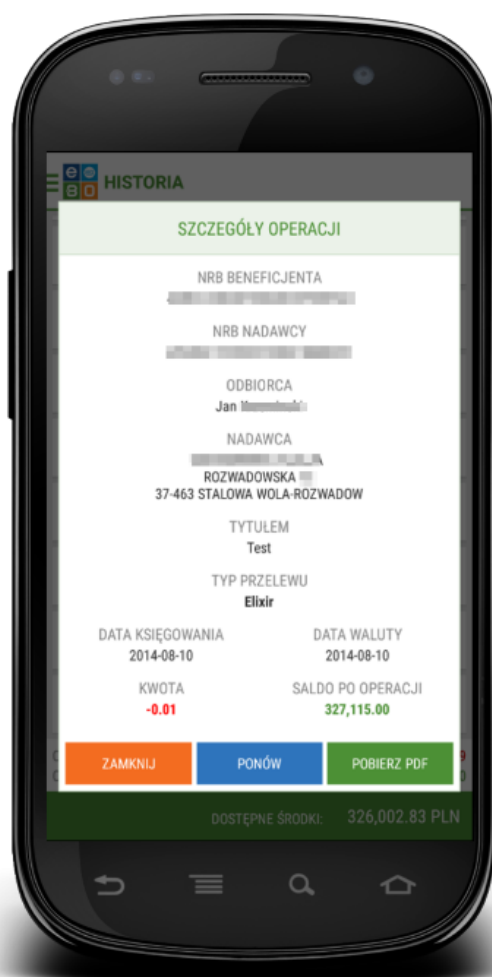 HISTORIA
SZCZEGÓŁY OPERACJI
NRB BENEFICJENTA
NRB NADAWCY
ODBIORCA
Jan
NADAWCA
ROZWADOWSKA
37-463 STALOWA WOLA-ROZWADOW
TYTUŁEM
Test
TYP PRZELEWU
Elixir
DATA KSIĘGOWANIA DATA WALUTY
2014-08-10 2014-08-10
KWOTA SALDO PO OPERACJI
-0.01 327,115.00
ZAMKNIJ PONÓW POBIERZ PDF
DOSTĘPNE ŚRODKI: 326,002.83 PLN